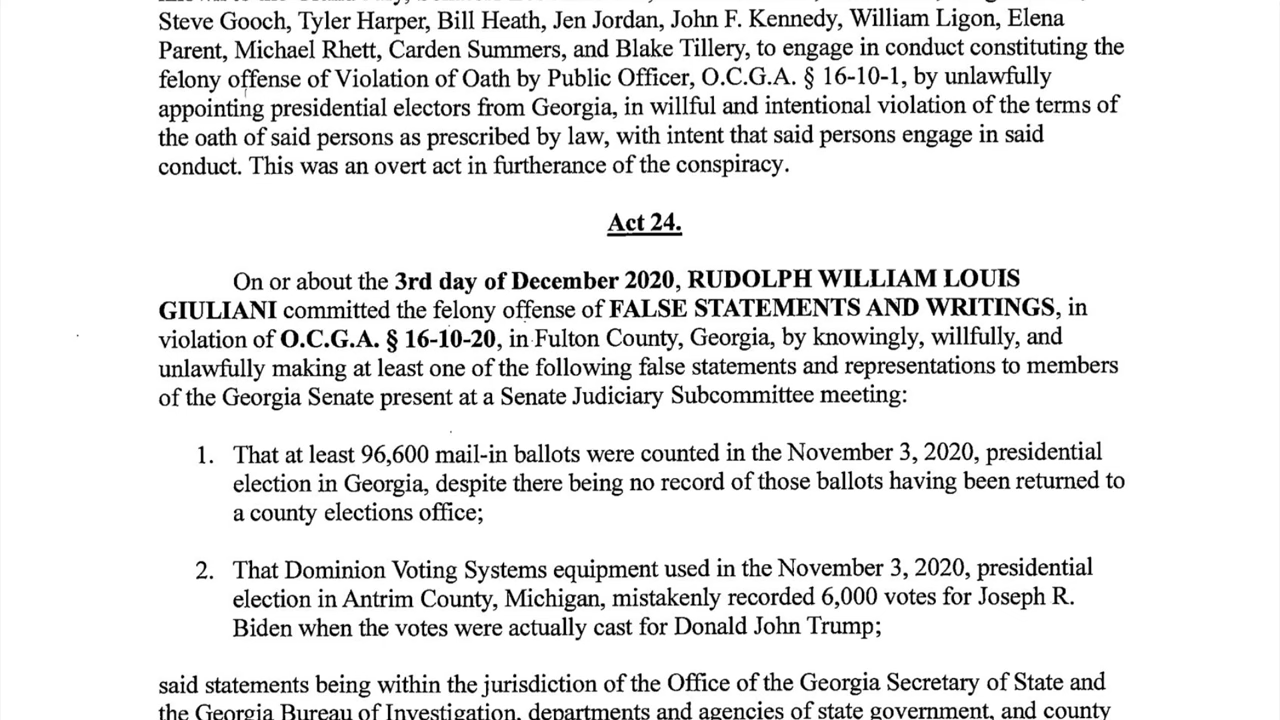 Steve Gooch, Tyler Harper, Bill Heath, Jen Jordan, John F. Kennedy, William Ligon, Elena
Parent, Michael Rhett, Carden Summers, and Blake Tillery, to engage in conduct constituting the
felony offense of Violation of Oath by Public Officer, O.C.G.A. § 16-10-1, by unlawfully
appointing presidential electors from Georgia, in willful and intentional violation of the terms of
the oath of said persons as prescribed by law, with intent that said persons engage in said
conduct. This was an overt act in furtherance of the conspiracy.
Act 24.
On or about the 3rd day of December 2020, RUDOLPH WILLIAM LOUIS
GIULIANI committed the felony offense of FALSE STATEMENTS AND WRITINGS, in
violation of O.C.G.A. § 16-10-20, in Fulton County, Georgia, by knowingly, willfully, and
unlawfully making at least one of the following false statements and representations to members
of the Georgia Senate present at a Senate Judiciary Subcommittee meeting:
1. That at least 96,600 mail-in ballots were counted in the November 3, 2020, presidential
election in Georgia, despite there being no record of those ballots having been returned to
a county elections office;
2. That Dominion Voting Systems equipment used in the November 3, 2020, presidential
election in Antrim County, Michigan, mistakenly recorded 6,000 votes for Joseph R.
Biden when the votes were actually cast for Donald John Trump;
said statements being within the jurisdiction of the Office of the Georgia Secretary of State and
the Georgia Bureau of Investigation, departments and agencies of state government, and county